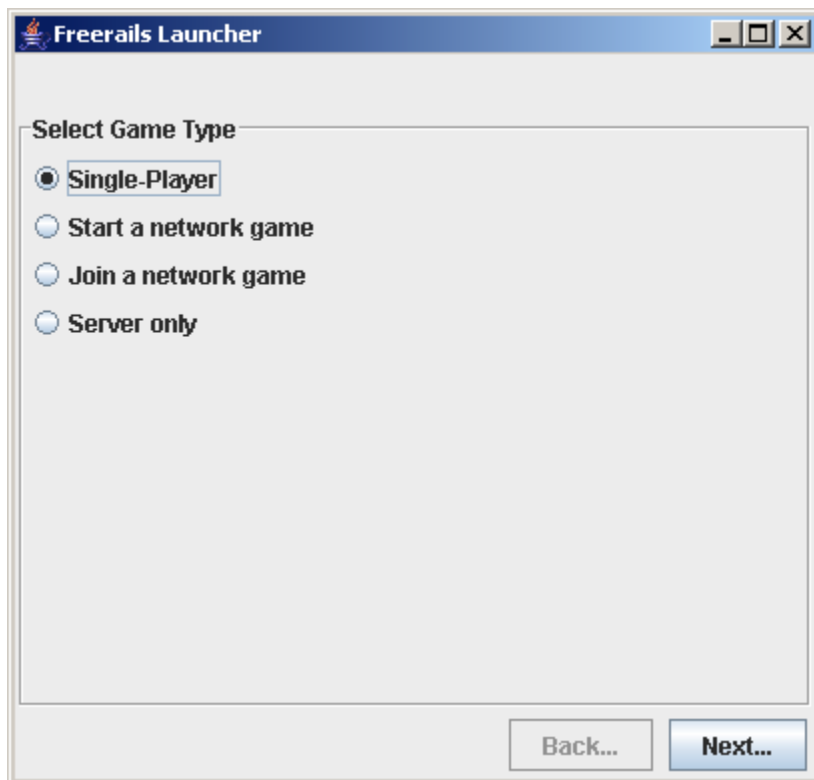 Freerails Launcher
Select Game Type
Single-Player
Start a network game
Join a network game
Server only
Back... Next...